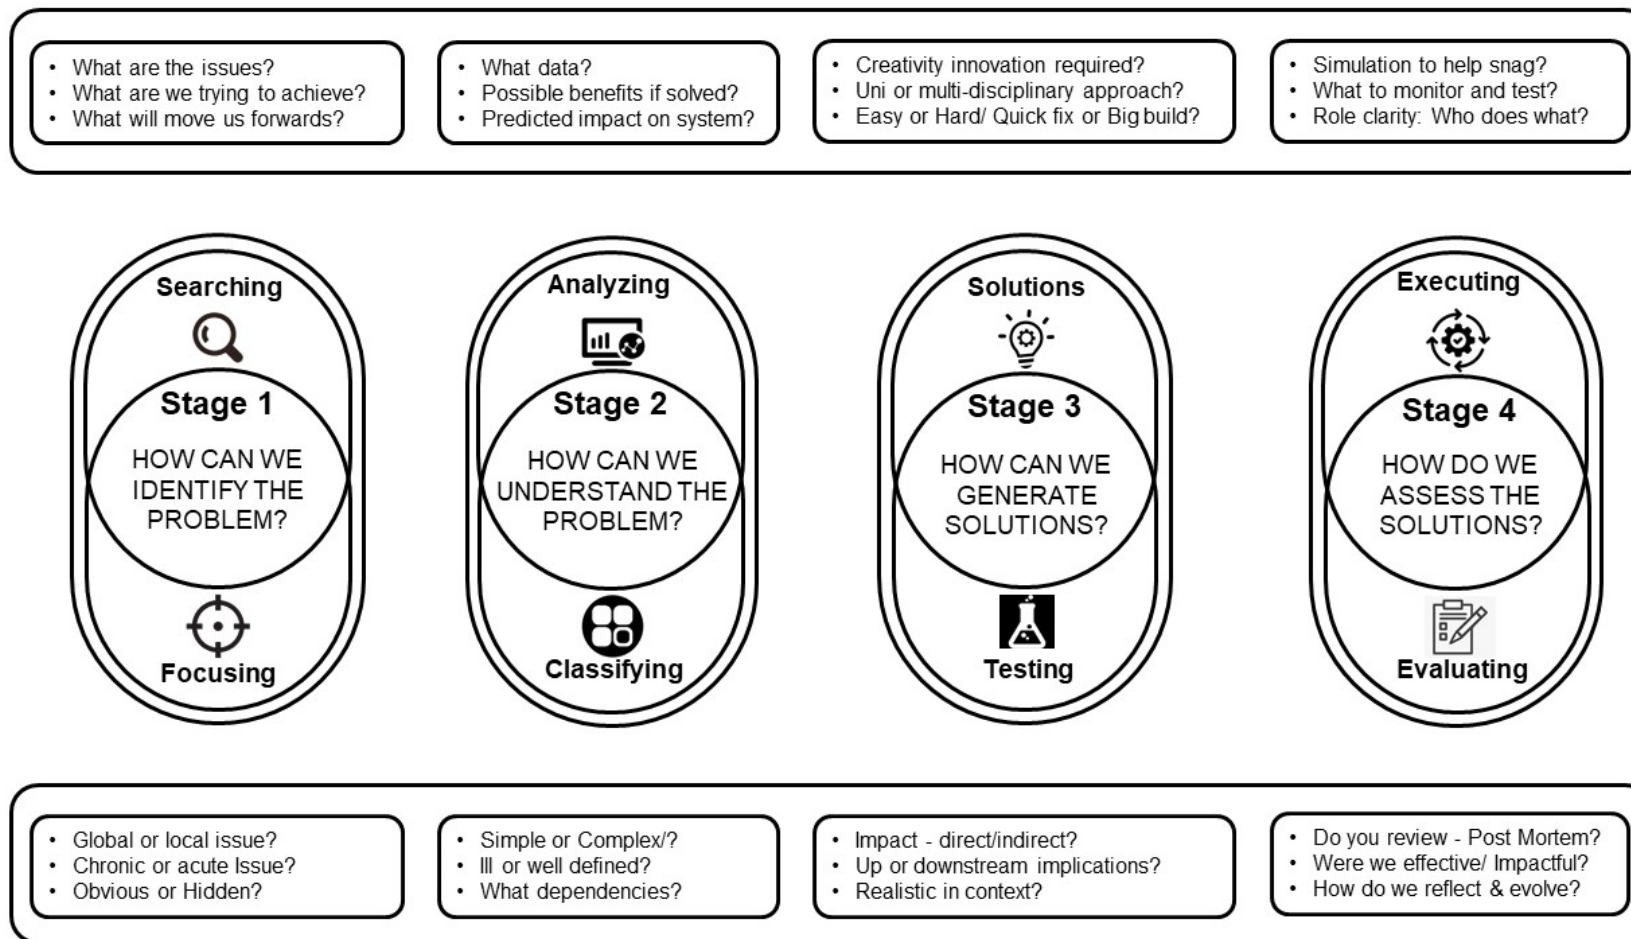 • What are the issues?
• What are we trying to achieve?
• What will move us forwards?
• What data?
• Possible benefits if solved?
• Predicted impact on system?
• Creativity innovation required?
• Uni or multi-disciplinary approach?
• Easy or Hard/ Quick fix or Big build?
• Simulation to help snag?
• What to monitor and test?
• Role clarity: Who does what?
Searching
Stage 1
HOW CAN WE
IDENTIFY THE
PROBLEM?
Focusing
Analyzing
Stage 2
HOW CAN WE
UNDERSTAND THE
PROBLEM?
Classifying
Solutions
Stage 3
HOW CAN WE
GENERATE
SOLUTIONS?
Testing
Executing
Stage 4
HOW DO WE
ASSESS THE
SOLUTIONS?
Evaluating
• Global or local issue?
• Chronic or acute Issue?
• Obvious or Hidden?
• Simple or Complex/?
• Ill or well defined?
• What dependencies?
• Impact - direct/indirect?
• Up or downstream implications?
• Realistic in context?
• Do you review - Post Mortem?
• Were we effective/ Impactful?
• How do we reflect & evolve?